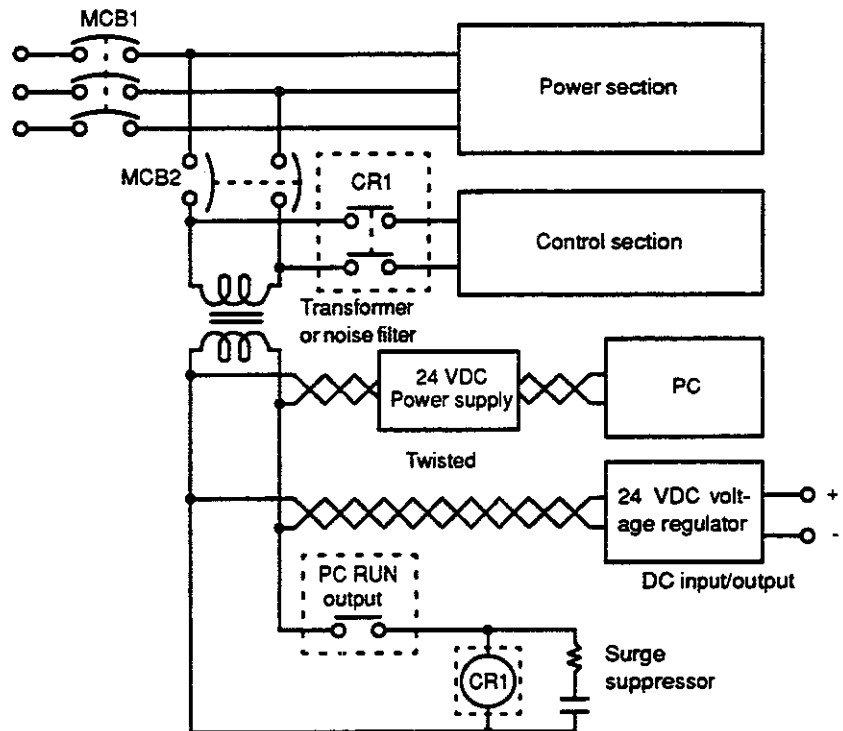 MCB1
Power section
MCB2
CR1
Control section
Transformer
or noise filter
24 VDC
Power supply
PC
Twisted
24 VDC volt-
age regulator
+
-
DC input/output
PC RUN
output
CR1
Surge
suppressor